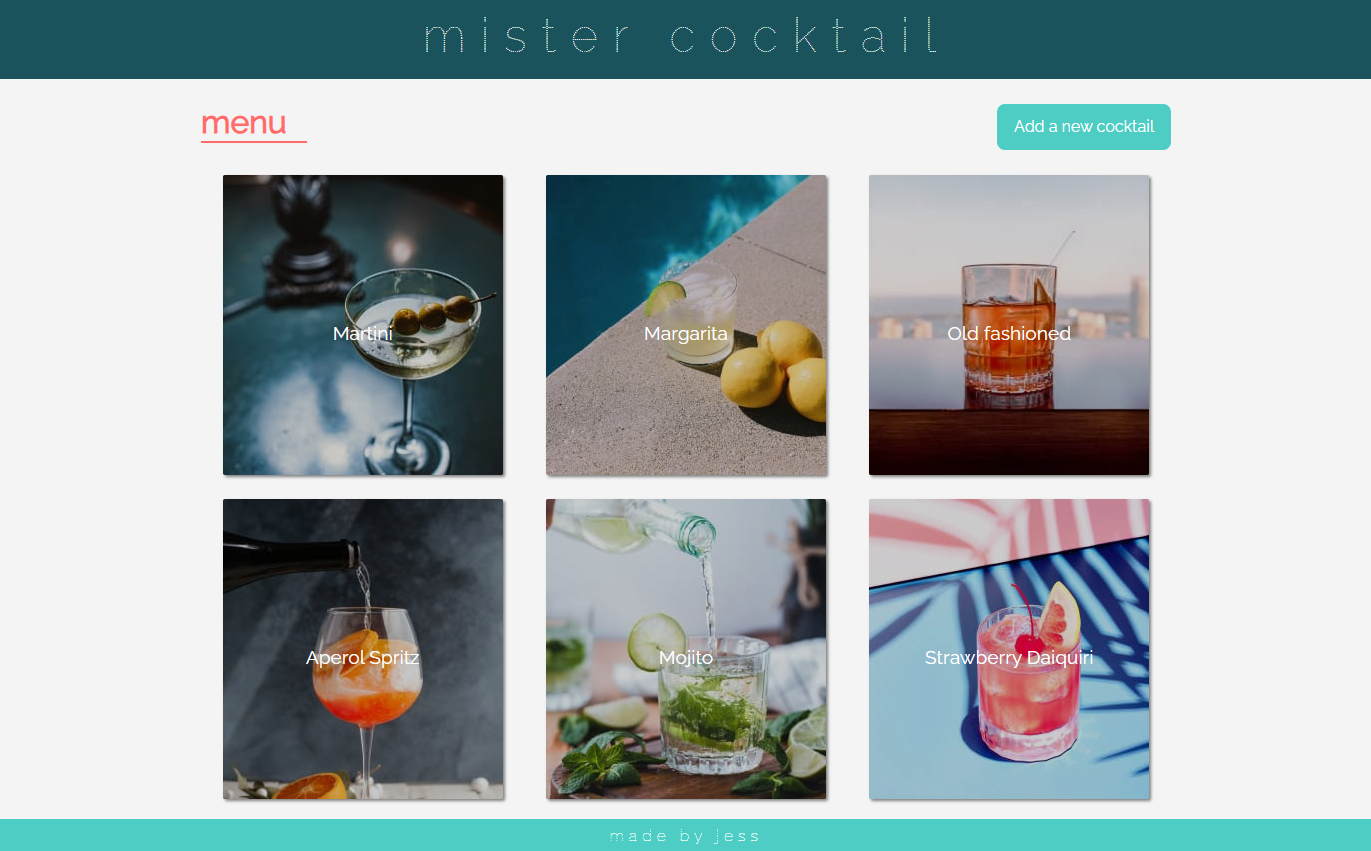 mister cocktail
menu
Add a new cocktail
Martini
Margarita
Old fashioned
Aperol Spritz
Mojito
Strawberry Daiquiri
made by jess